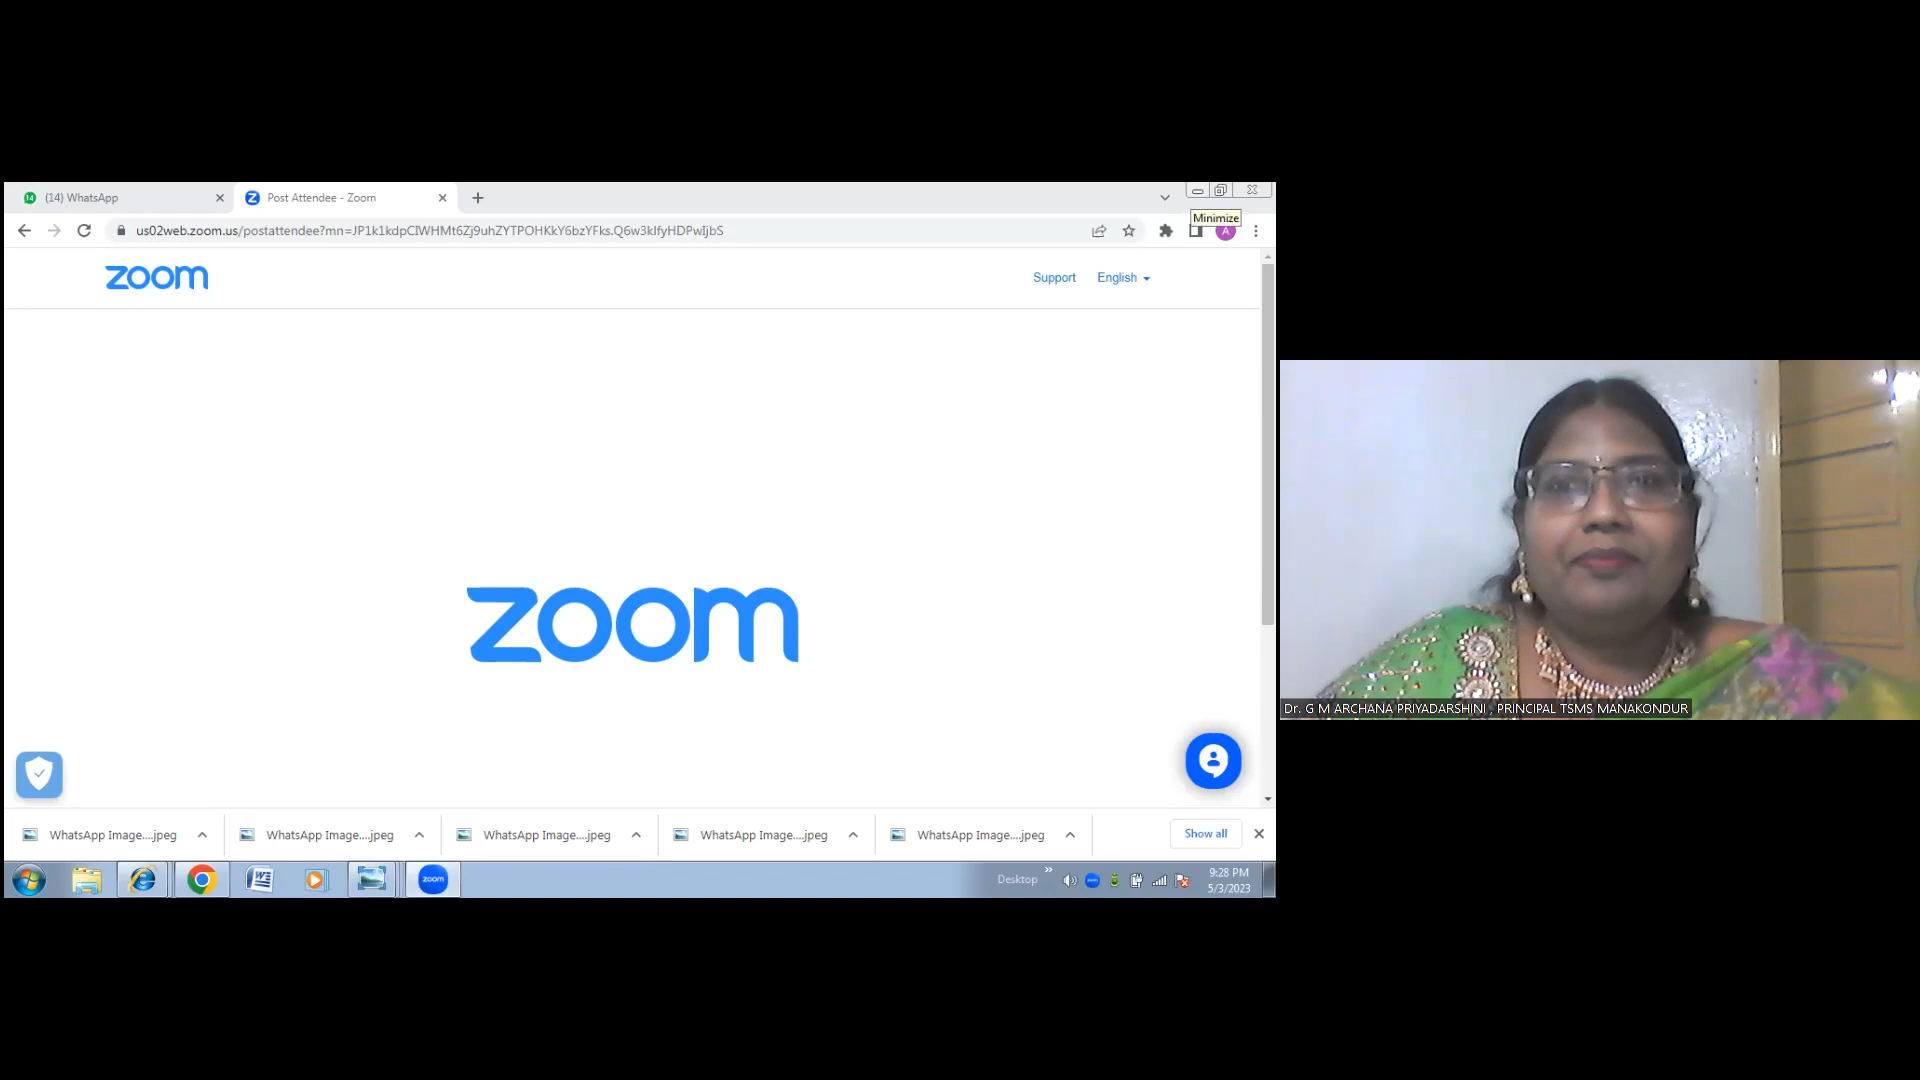 (14) WhatsApp
Post Attendee - Zoom
Minimize
us02web.zoom.us/postattendee?mn=JP1k1kdpCIWHMt6Zj9uhZYTPOHKkY6bzYFks.Q6w3kIfyHDPwIjbS
A
zoom
Support
English
zoom
Dr. G M ARCHANA PRIYADARSHINI , PRINCIPAL TSMS MANAKONDUR
WhatsApp Image....jpeg
WhatsApp Image....jpeg
WhatsApp Image....jpeg
WhatsApp Image....jpeg
WhatsApp Image....jpeg
Show all
zoom
Desktop
9:28 PM
5/3/2023